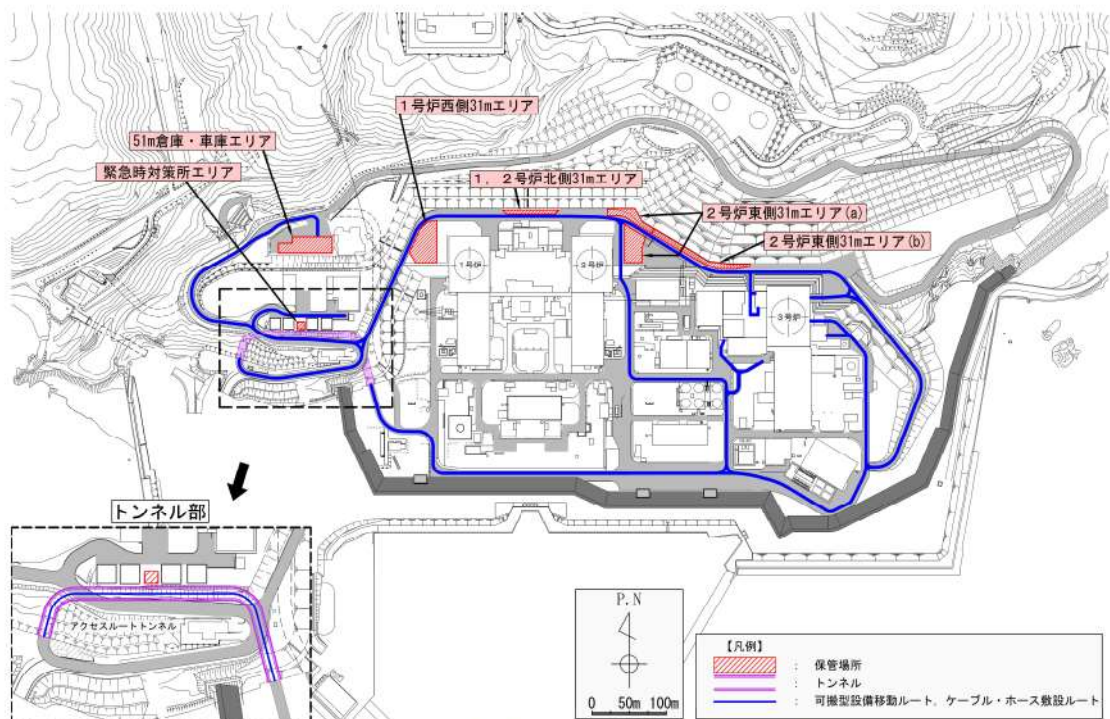 51m倉庫・車庫エリア
緊急時対策所エリア
1号炉西側31mエリア
1,2号炉北側31mエリア
2号炉東側31mエリア(a)
2号炉東側31mエリア(b)
1号炉
2号炉
3号炉
トンネル部
アクセスルートトンネル
P.N
0 50m 100m
【凡例】
: 保管場所
: トンネル
: 可搬型設備移動ルート,ケーブル・ホース敷設ルート